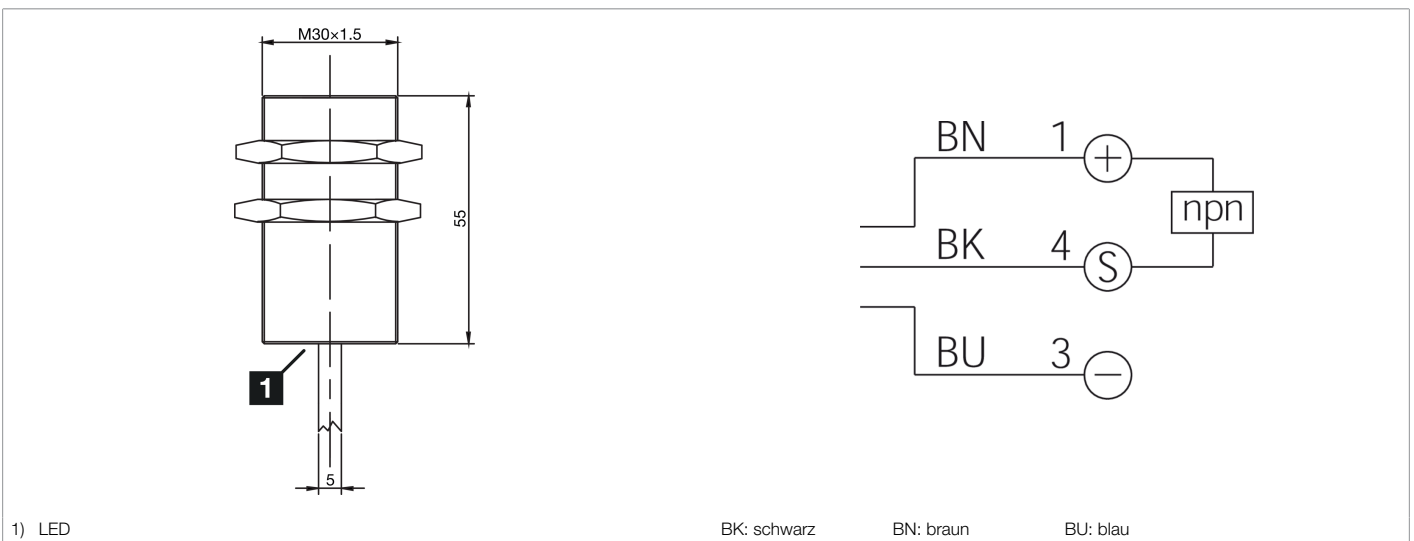 M30×1.5
55
1
5
BN 1 +
npn
BK 4 S
BU 3 −
1) LED
BK: schwarz BN: braun BU: blau